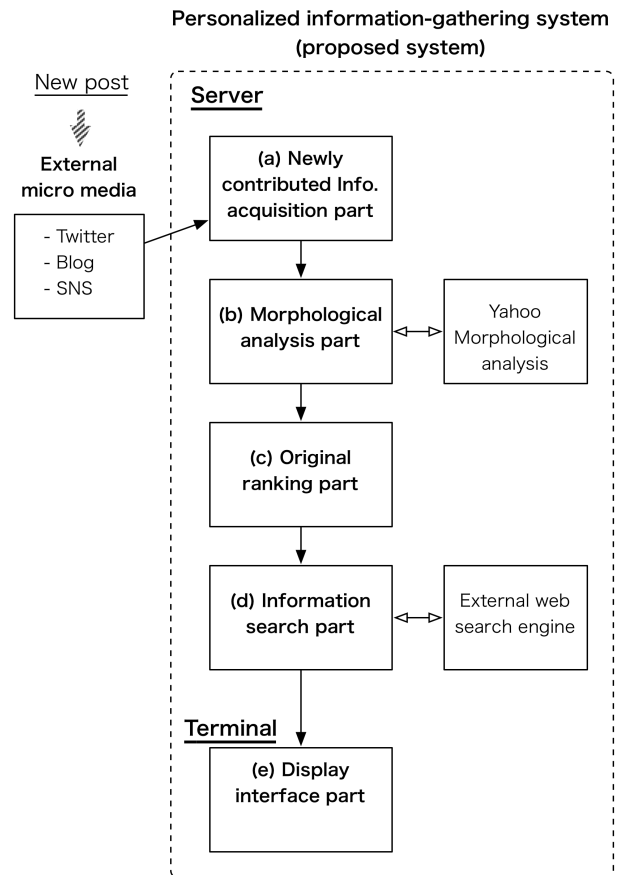 Personalized information-gathering system
(proposed system)
New post
External
micro media
- Twitter
- Blog
- SNS
Server
(a) Newly
contributed Info.
acquisition part
(b) Morphological
analysis part
Yahoo
Morphological
analysis
(c) Original
ranking part
(d) Information
search part
External web
search engine
Terminal
(e) Display
interface part